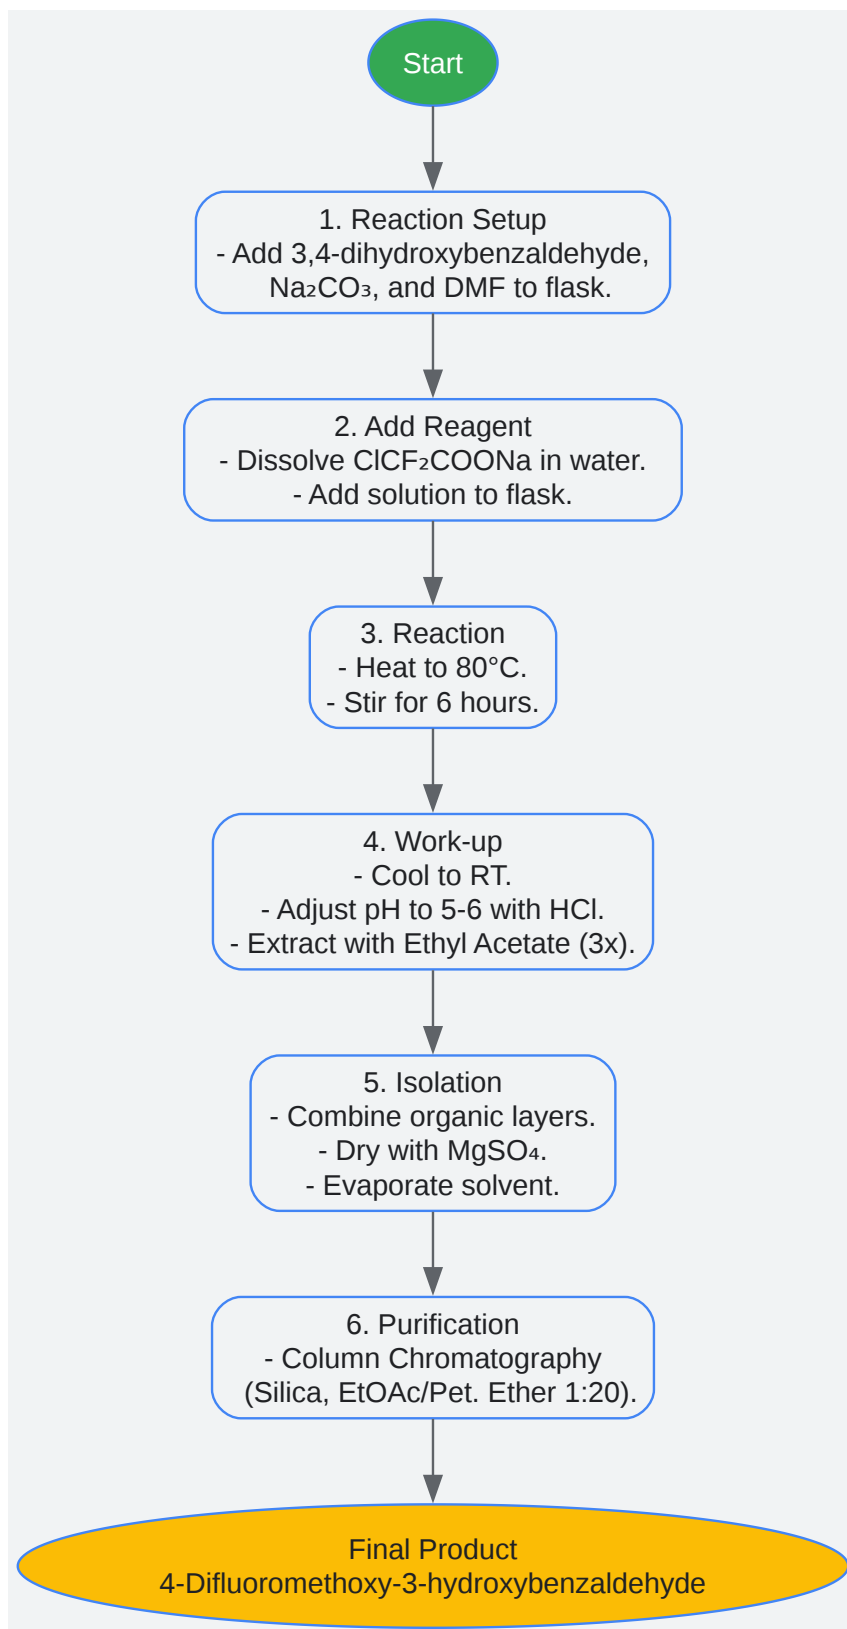 Start
1. Reaction Setup
- Add 3,4-dihydroxybenzaldehyde,
Na₂CO₃, and DMF to flask.
2. Add Reagent
- Dissolve ClCF₂COONa in water.
- Add solution to flask.
3. Reaction
- Heat to 80°C.
- Stir for 6 hours.
4. Work-up
- Cool to RT.
- Adjust pH to 5-6 with HCl.
- Extract with Ethyl Acetate (3x).
5. Isolation
- Combine organic layers.
- Dry with MgSO₄.
- Evaporate solvent.
6. Purification
- Column Chromatography
(Silica, EtOAc/Pet. Ether 1:20).
Final Product
4-Difluoromethoxy-3-hydroxybenzaldehyde